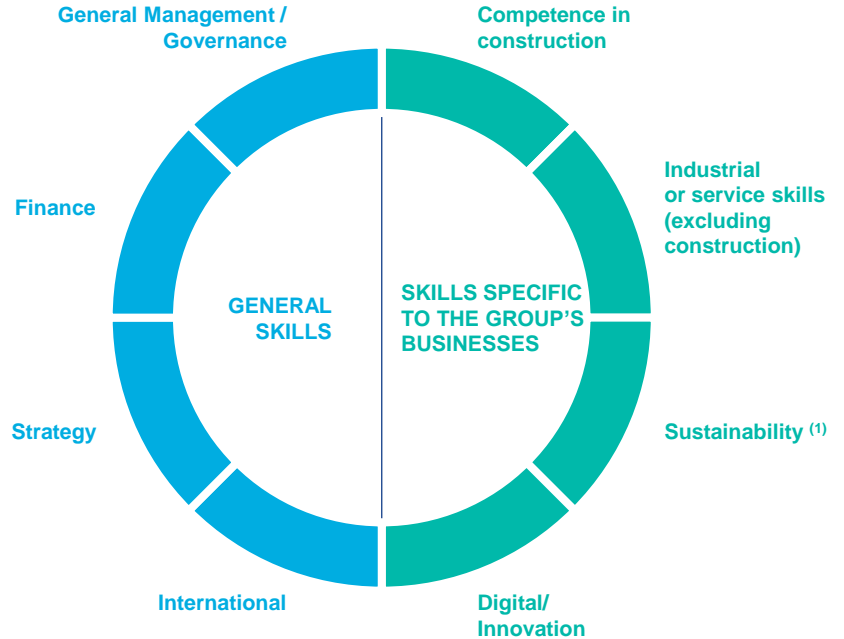 General Management /
Governance
Competence in
construction
Finance
Industrial
or service skills
(excluding
construction)
GENERAL
SKILLS
SKILLS SPECIFIC
TO THE GROUP’S
BUSINESSES
Strategy
Sustainability (1)
International
Digital/
Innovation